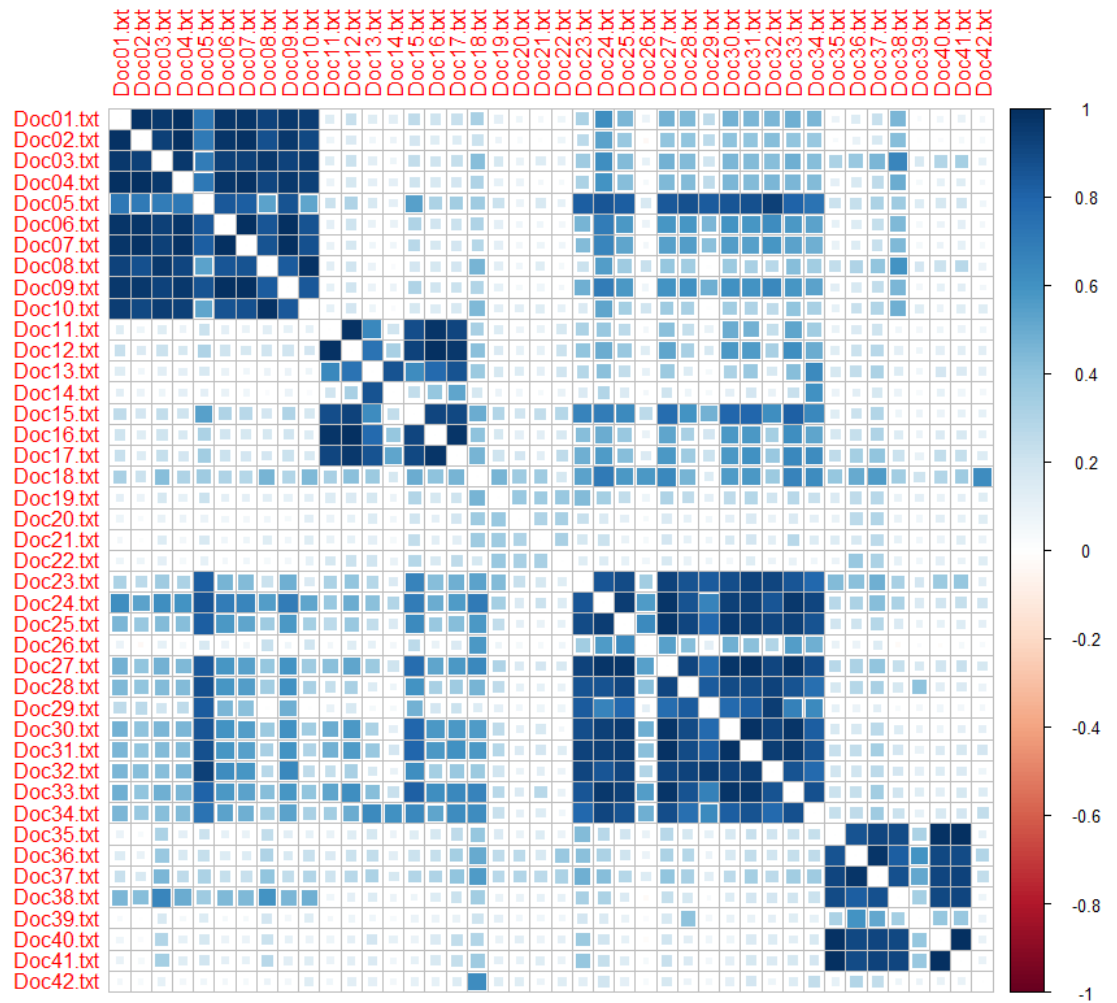 Doc01.txt
Doc02.txt
Doc03.txt
Doc04.txt
Doc05.txt
Doc06.txt
Doc07.txt
Doc08.txt
Doc09.txt
Doc10.txt
Doc11.txt
Doc12.txt
Doc13.txt
Doc14.txt
Doc15.txt
Doc16.txt
Doc17.txt
Doc18.txt
Doc19.txt
Doc20.txt
Doc21.txt
Doc22.txt
Doc23.txt
Doc24.txt
Doc25.txt
Doc26.txt
Doc27.txt
Doc28.txt
Doc29.txt
Doc30.txt
Doc31.txt
Doc32.txt
Doc33.txt
Doc34.txt
Doc35.txt
Doc36.txt
Doc37.txt
Doc38.txt
Doc39.txt
Doc40.txt
Doc41.txt
Doc42.txt
Doc01.txt
Doc02.txt
Doc03.txt
Doc04.txt
Doc05.txt
Doc06.txt
Doc07.txt
Doc08.txt
Doc09.txt
Doc10.txt
Doc11.txt
Doc12.txt
Doc13.txt
Doc14.txt
Doc15.txt
Doc16.txt
Doc17.txt
Doc18.txt
Doc19.txt
Doc20.txt
Doc21.txt
Doc22.txt
Doc23.txt
Doc24.txt
Doc25.txt
Doc26.txt
Doc27.txt
Doc28.txt
Doc29.txt
Doc30.txt
Doc31.txt
Doc32.txt
Doc33.txt
Doc34.txt
Doc35.txt
Doc36.txt
Doc37.txt
Doc38.txt
Doc39.txt
Doc40.txt
Doc41.txt
Doc42.txt
1
0.8
0.6
0.4
0.2
0
-0.2
-0.4
-0.6
-0.8
-1